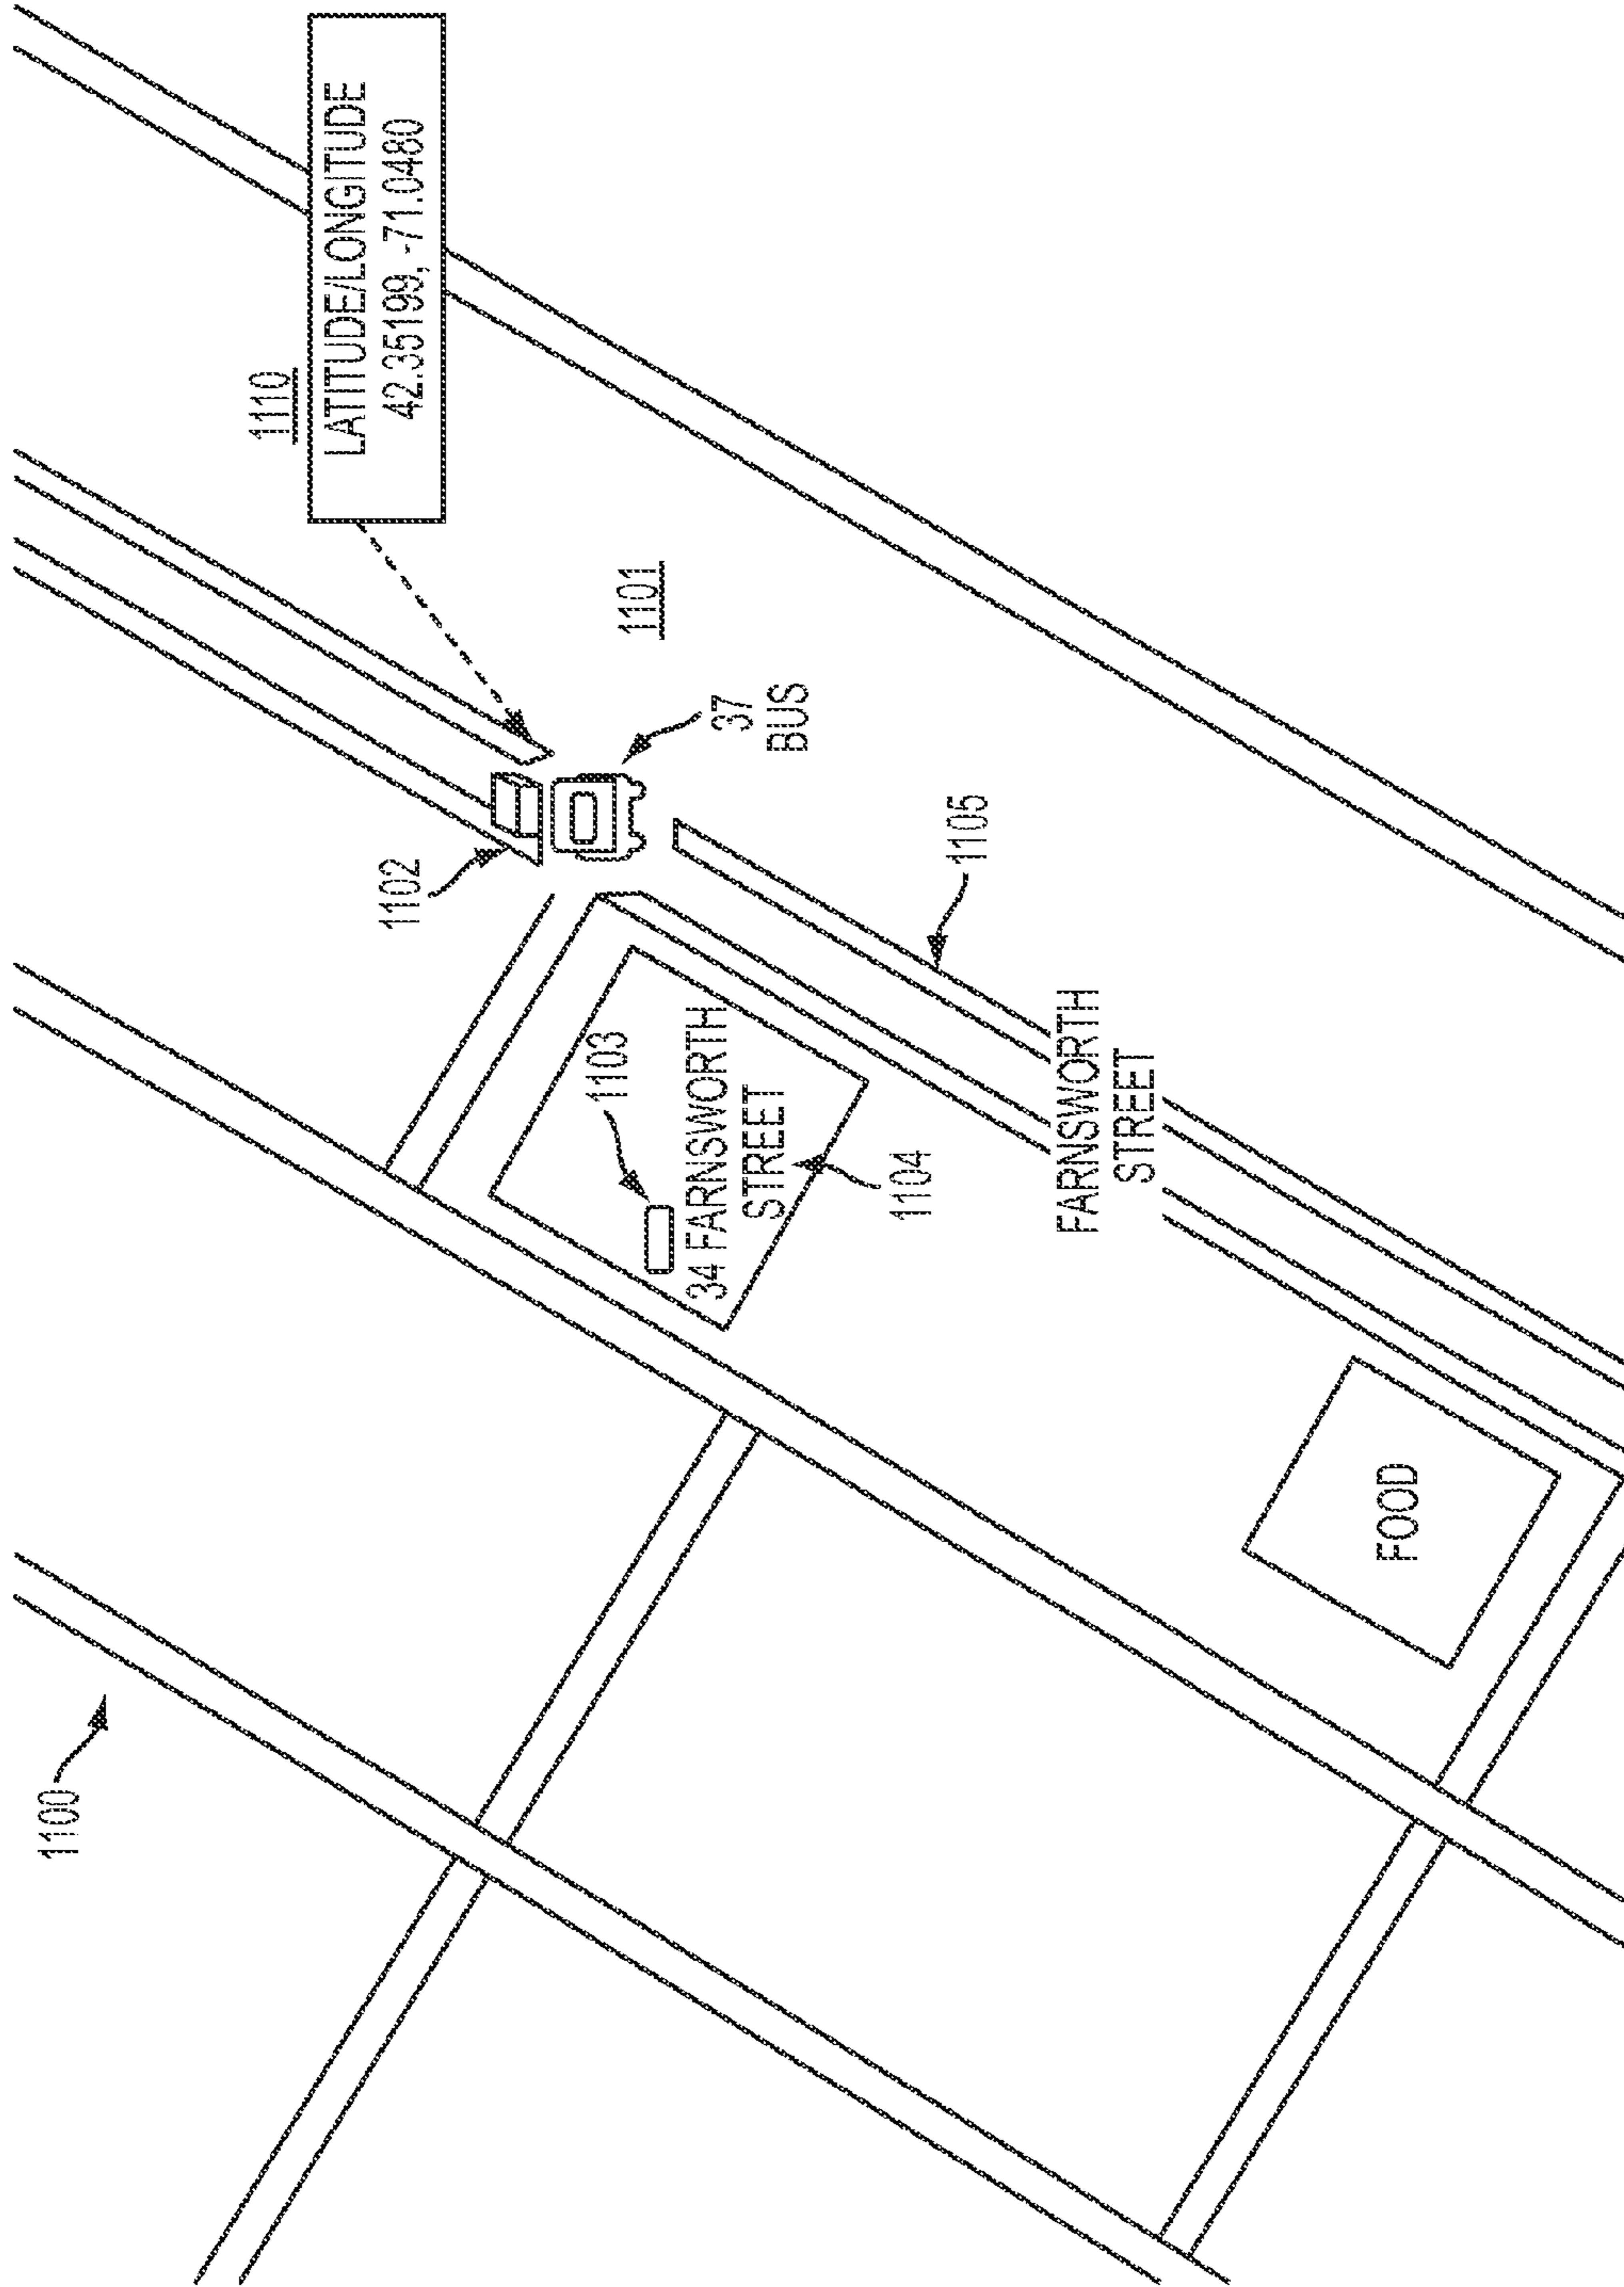 1100
1110
LATITUDE/LONGITUDE
42.35199, -71.0480
1102
1101
37
BUS
1103
34 FARNSWORTH
STREET
1104
1105
FARNSWORTH
STREET
FOOD